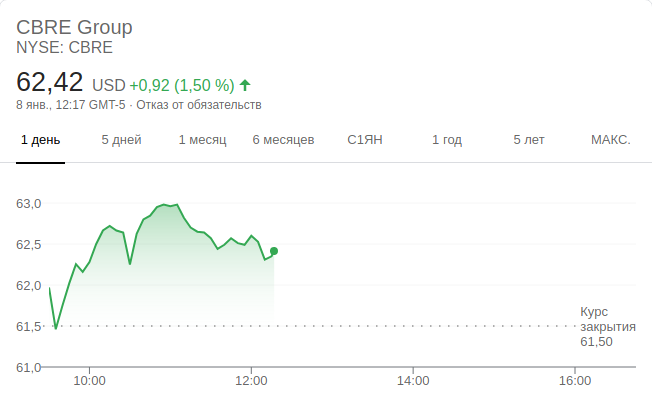 CBRE Group
NYSE: CBRE
62,42 USD +0,92 (1,50 %)
8 янв., 12:17 GMT-5 · Отказ от обязательств
1 день 5 дней 1 месяц 6 месяцев С1ЯН 1 год 5 лет МАКС.
63,0
62,5
62,0
61,5
61,0
Курс
закрытия
61,50
10:00 12:00 14:00 16:00